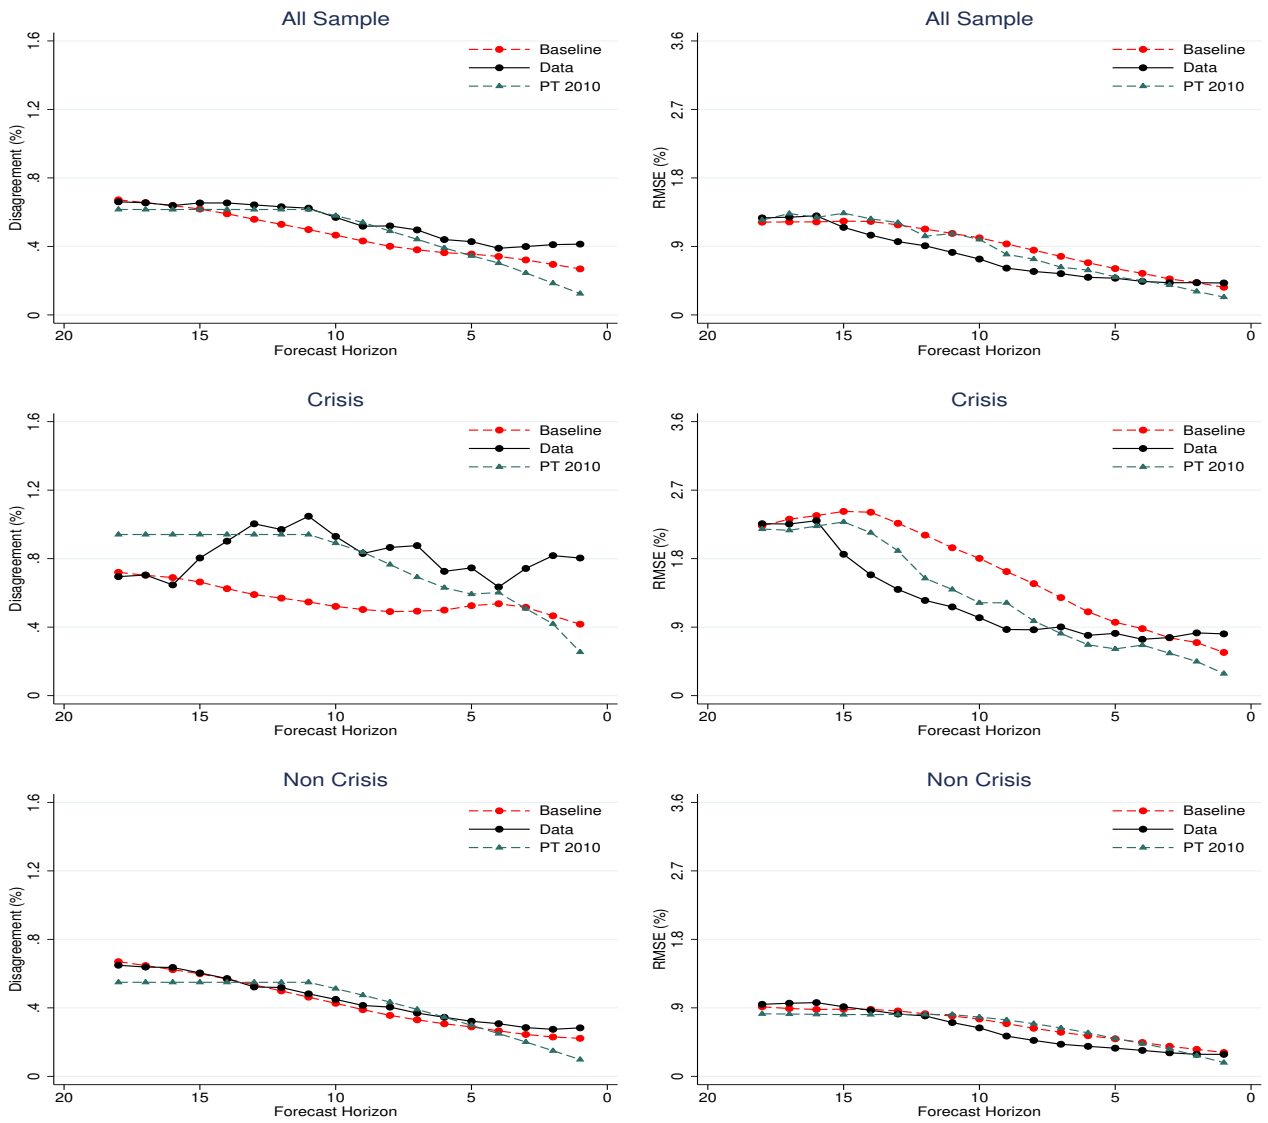 All Sample
Disagreement (%)
1.6
1.2
.8
.4
0
Baseline
Data
PT 2010
20 15 10 5 0
Forecast Horizon
All Sample
RMSE (%)
3.6
2.7
1.8
.9
0
Baseline
Data
PT 2010
20 15 10 5 0
Forecast Horizon
Crisis
Disagreement (%)
1.6
1.2
.8
.4
0
Baseline
Data
PT 2010
20 15 10 5 0
Forecast Horizon
Crisis
RMSE (%)
3.6
2.7
1.8
.9
0
Baseline
Data
PT 2010
20 15 10 5 0
Forecast Horizon
Non Crisis
Disagreement (%)
1.6
1.2
.8
.4
0
Baseline
Data
PT 2010
20 15 10 5 0
Forecast Horizon
Non Crisis
RMSE (%)
3.6
2.7
1.8
.9
0
Baseline
Data
PT 2010
20 15 10 5 0
Forecast Horizon